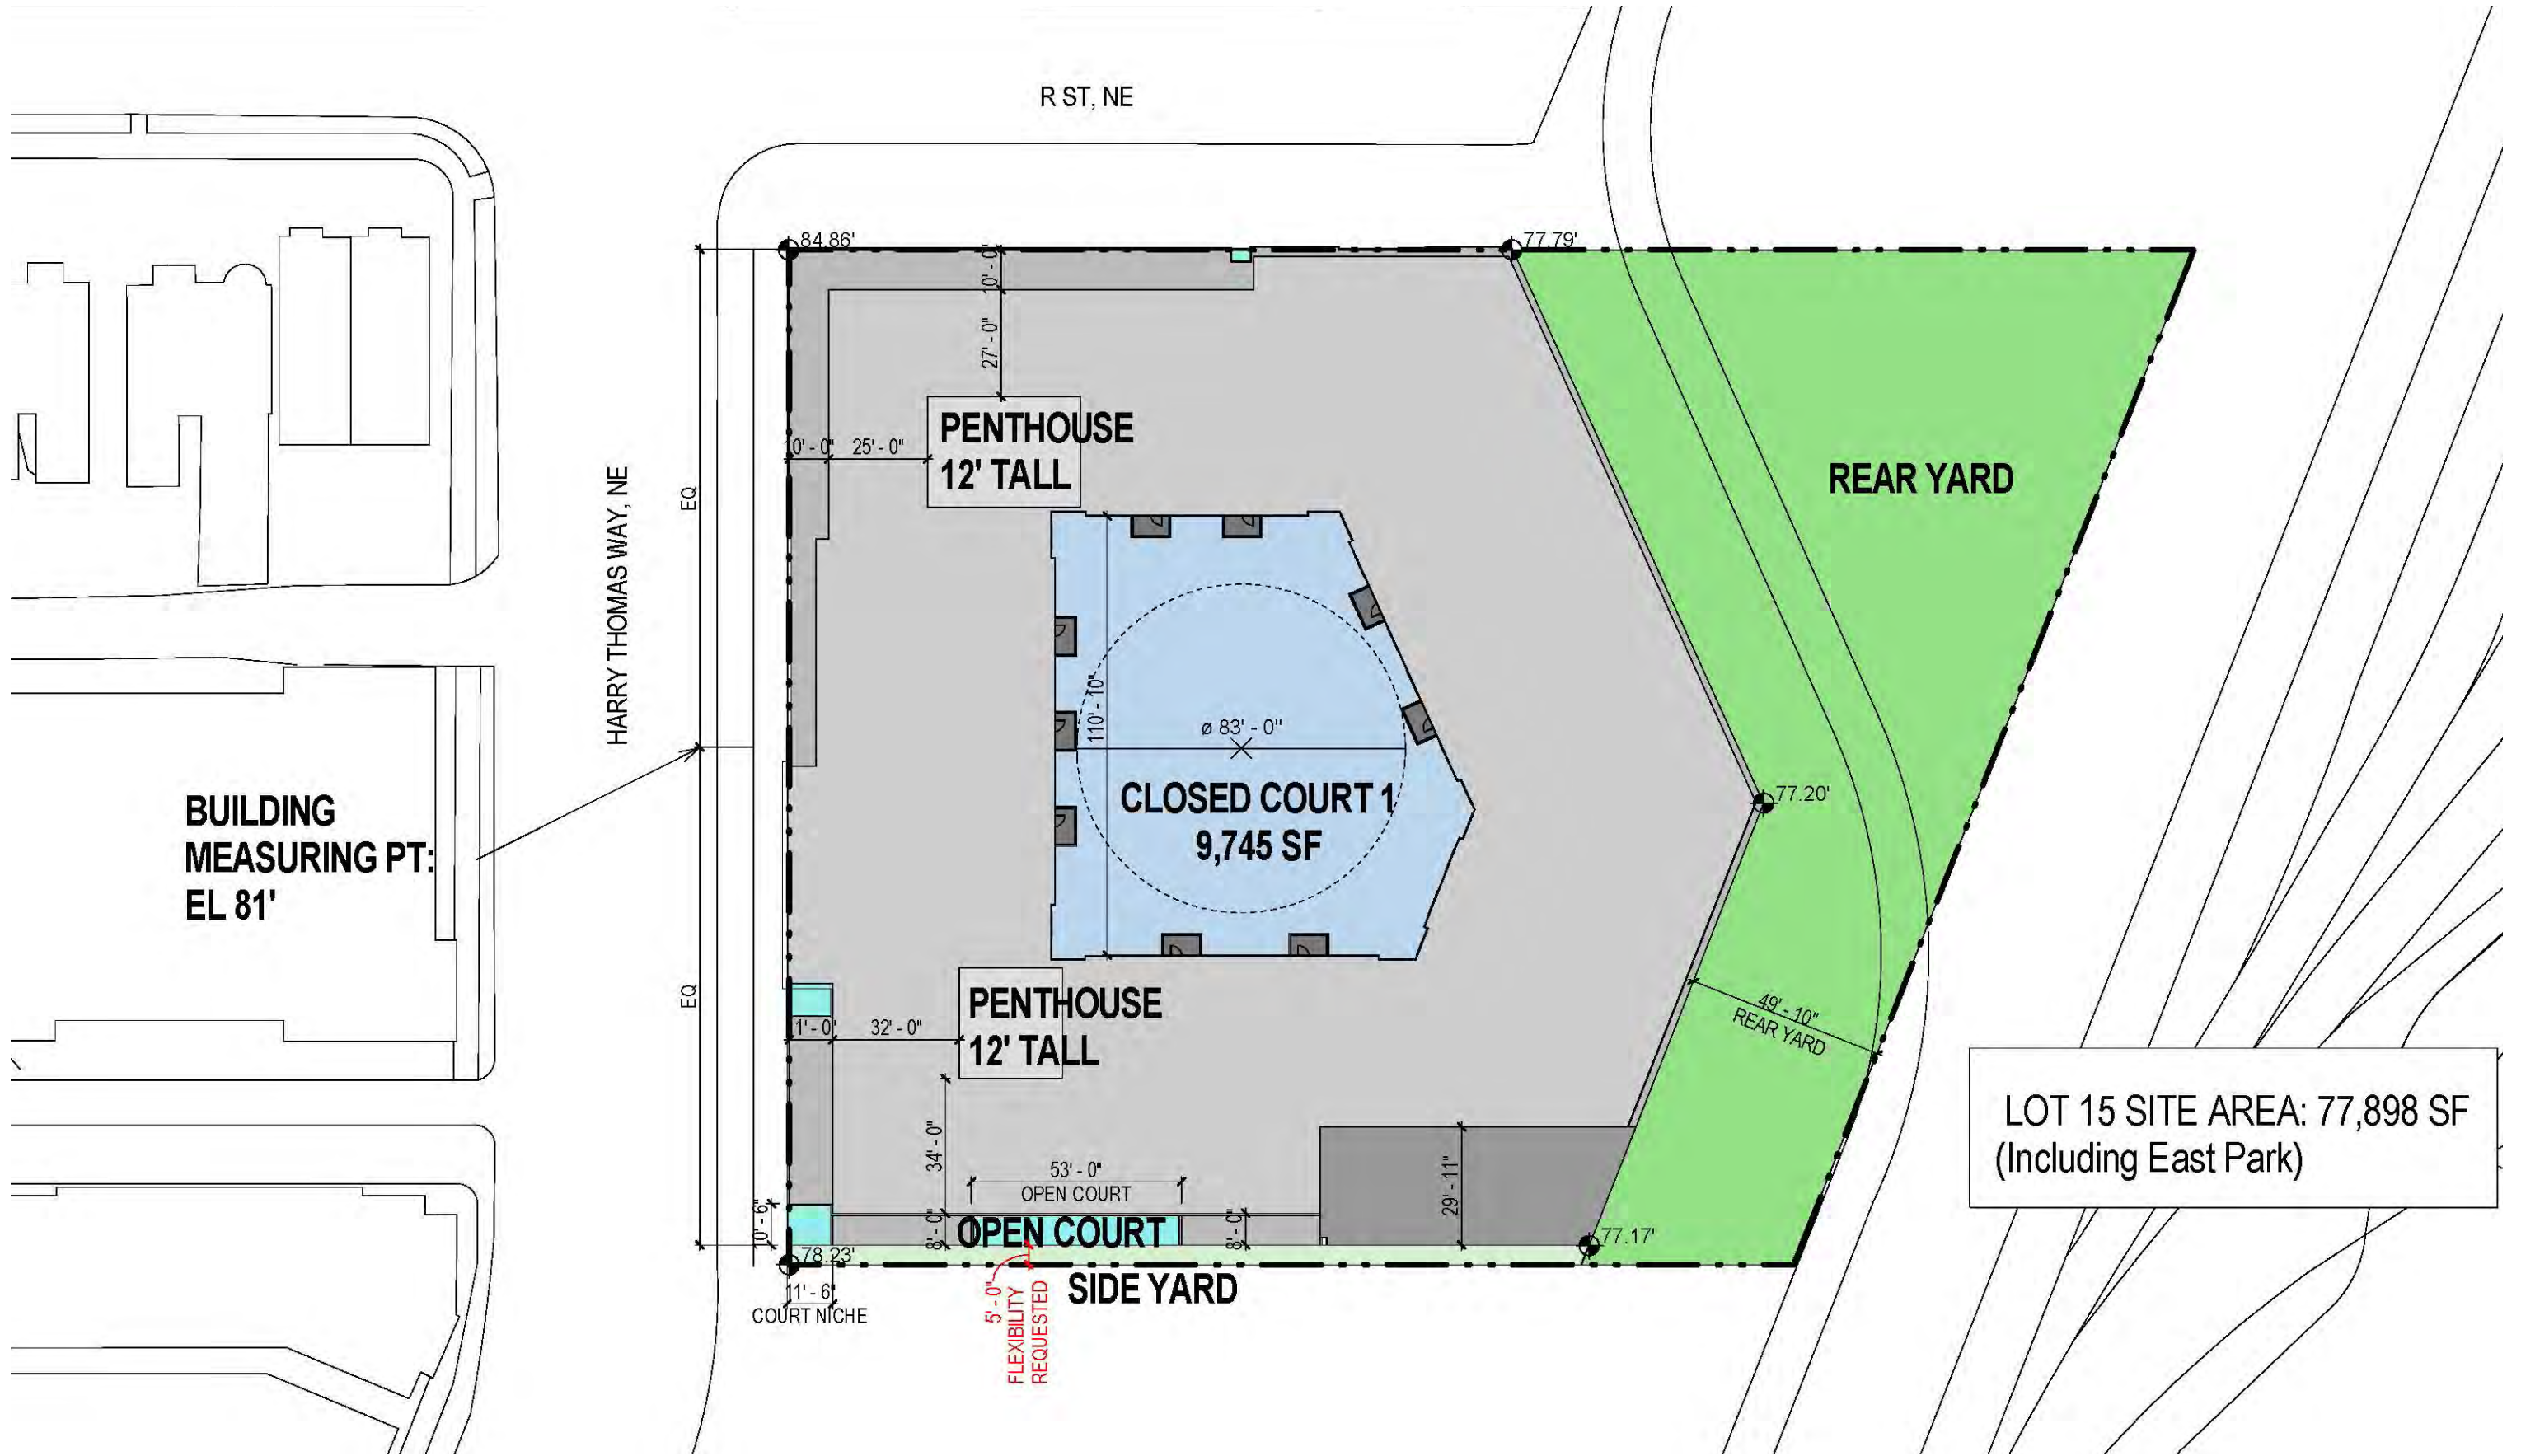 R ST, NE
84.86'
77.79'
10' - 0"
27' - 0"
PENTHOUSE
12' TALL
10' - 0"
25' - 0"
REAR YARD
EQ
HARRY THOMAS WAY, NE
110' - 10"
ø 83' - 0"
CLOSED COURT 1
9,745 SF
77.20'
BUILDING
MEASURING PT:
EL 81'
EQ
PENTHOUSE
12' TALL
1' - 0"
32' - 0"
49' - 10"
REAR YARD
LOT 15 SITE AREA: 77,898 SF
(Including East Park)
34' - 0"
53' - 0"
OPEN COURT
29' - 11"
10' - 6"
8' - 0"
OPEN COURT
8' - 0"
77.17'
78.23'
5' - 0"
FLEXIBILITY
REQUESTED
SIDE YARD
11' - 6"
COURT NICHE